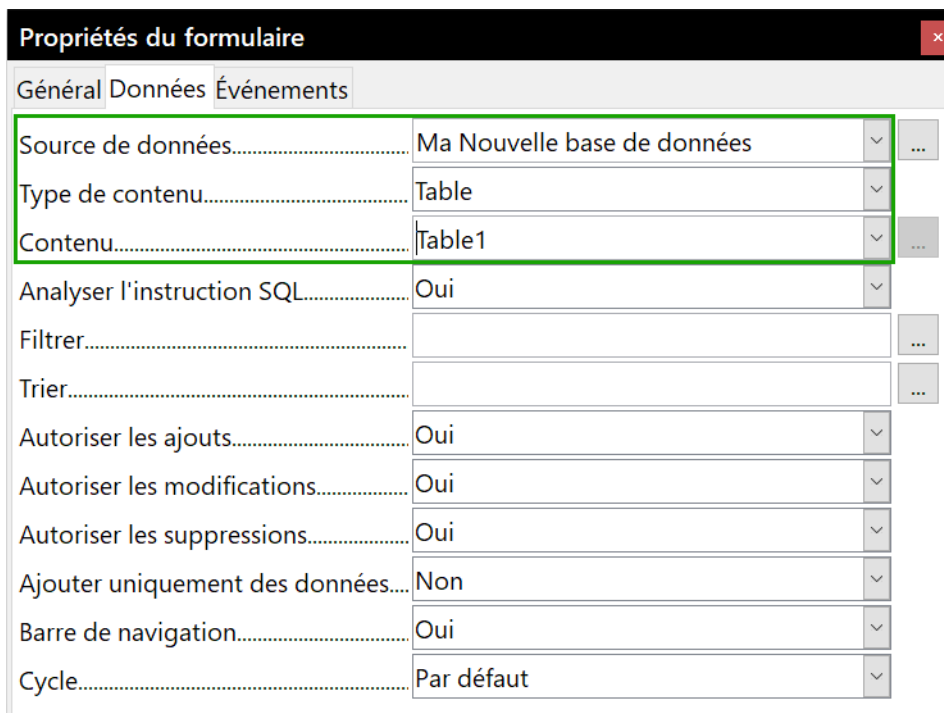 Propriétés du formulaire ×
Général Données Événements
Source de données.................................... Ma Nouvelle base de données ...
Type de contenu.......................................... Table
Contenu........................................................ Table1 ...
Analyser l'instruction SQL...................... Oui
Filtrer............................................................. ...
Trier................................................................ ...
Autoriser les ajouts..................................... Oui
Autoriser les modifications.................... Oui
Autoriser les suppressions...................... Oui
Ajouter uniquement des données.... Non
Barre de navigation.................................... Oui
Cycle............................................................... Par défaut